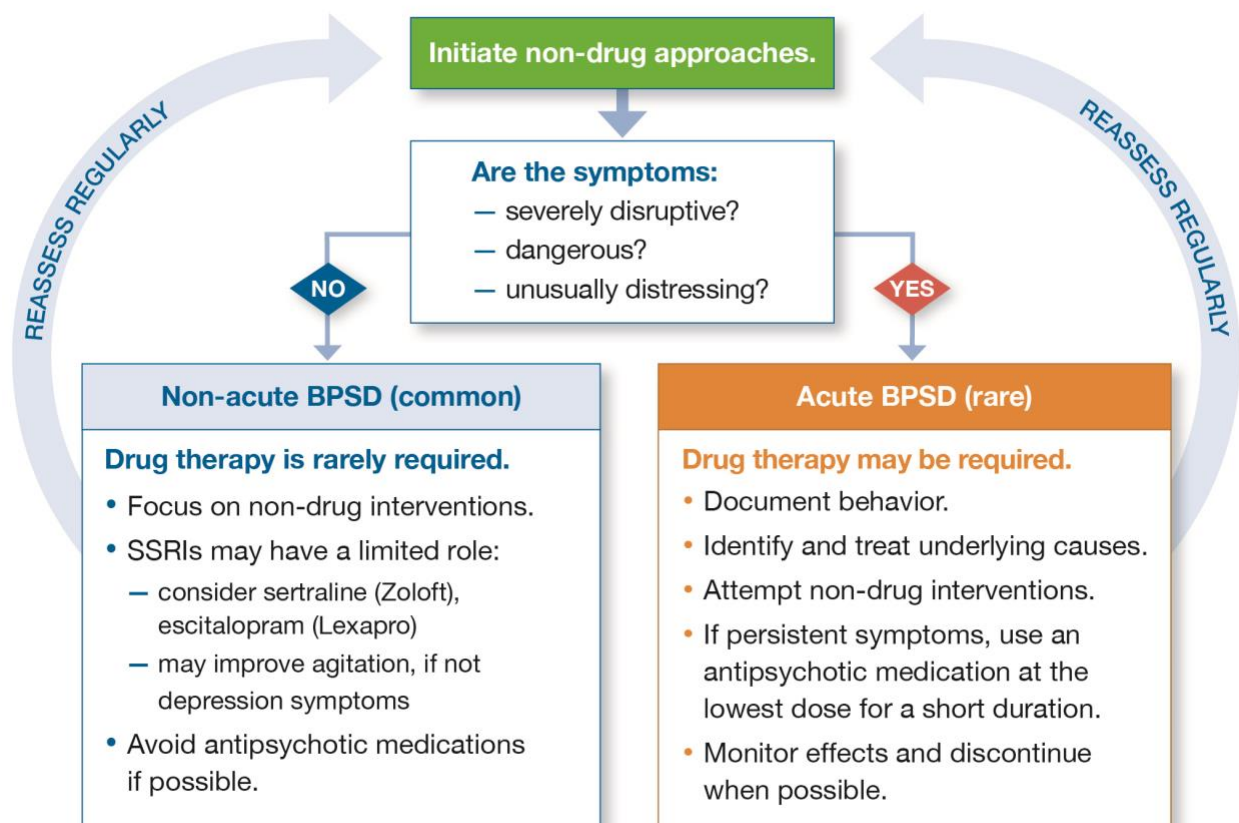 Initiate non-drug approaches.
REASSESS REGULARLY
REASSESS REGULARLY
Are the symptoms:
— severely disruptive?
— dangerous?
— unusually distressing?
NO
YES
Non-acute BPSD (common)
Drug therapy is rarely required.
• Focus on non-drug interventions.
• SSRIs may have a limited role:
— consider sertraline (Zoloft),
escitalopram (Lexapro)
— may improve agitation, if not
depression symptoms
• Avoid antipsychotic medications
if possible.
Acute BPSD (rare)
Drug therapy may be required.
• Document behavior.
• Identify and treat underlying causes.
• Attempt non-drug interventions.
• If persistent symptoms, use an
antipsychotic medication at the
lowest dose for a short duration.
• Monitor effects and discontinue
when possible.